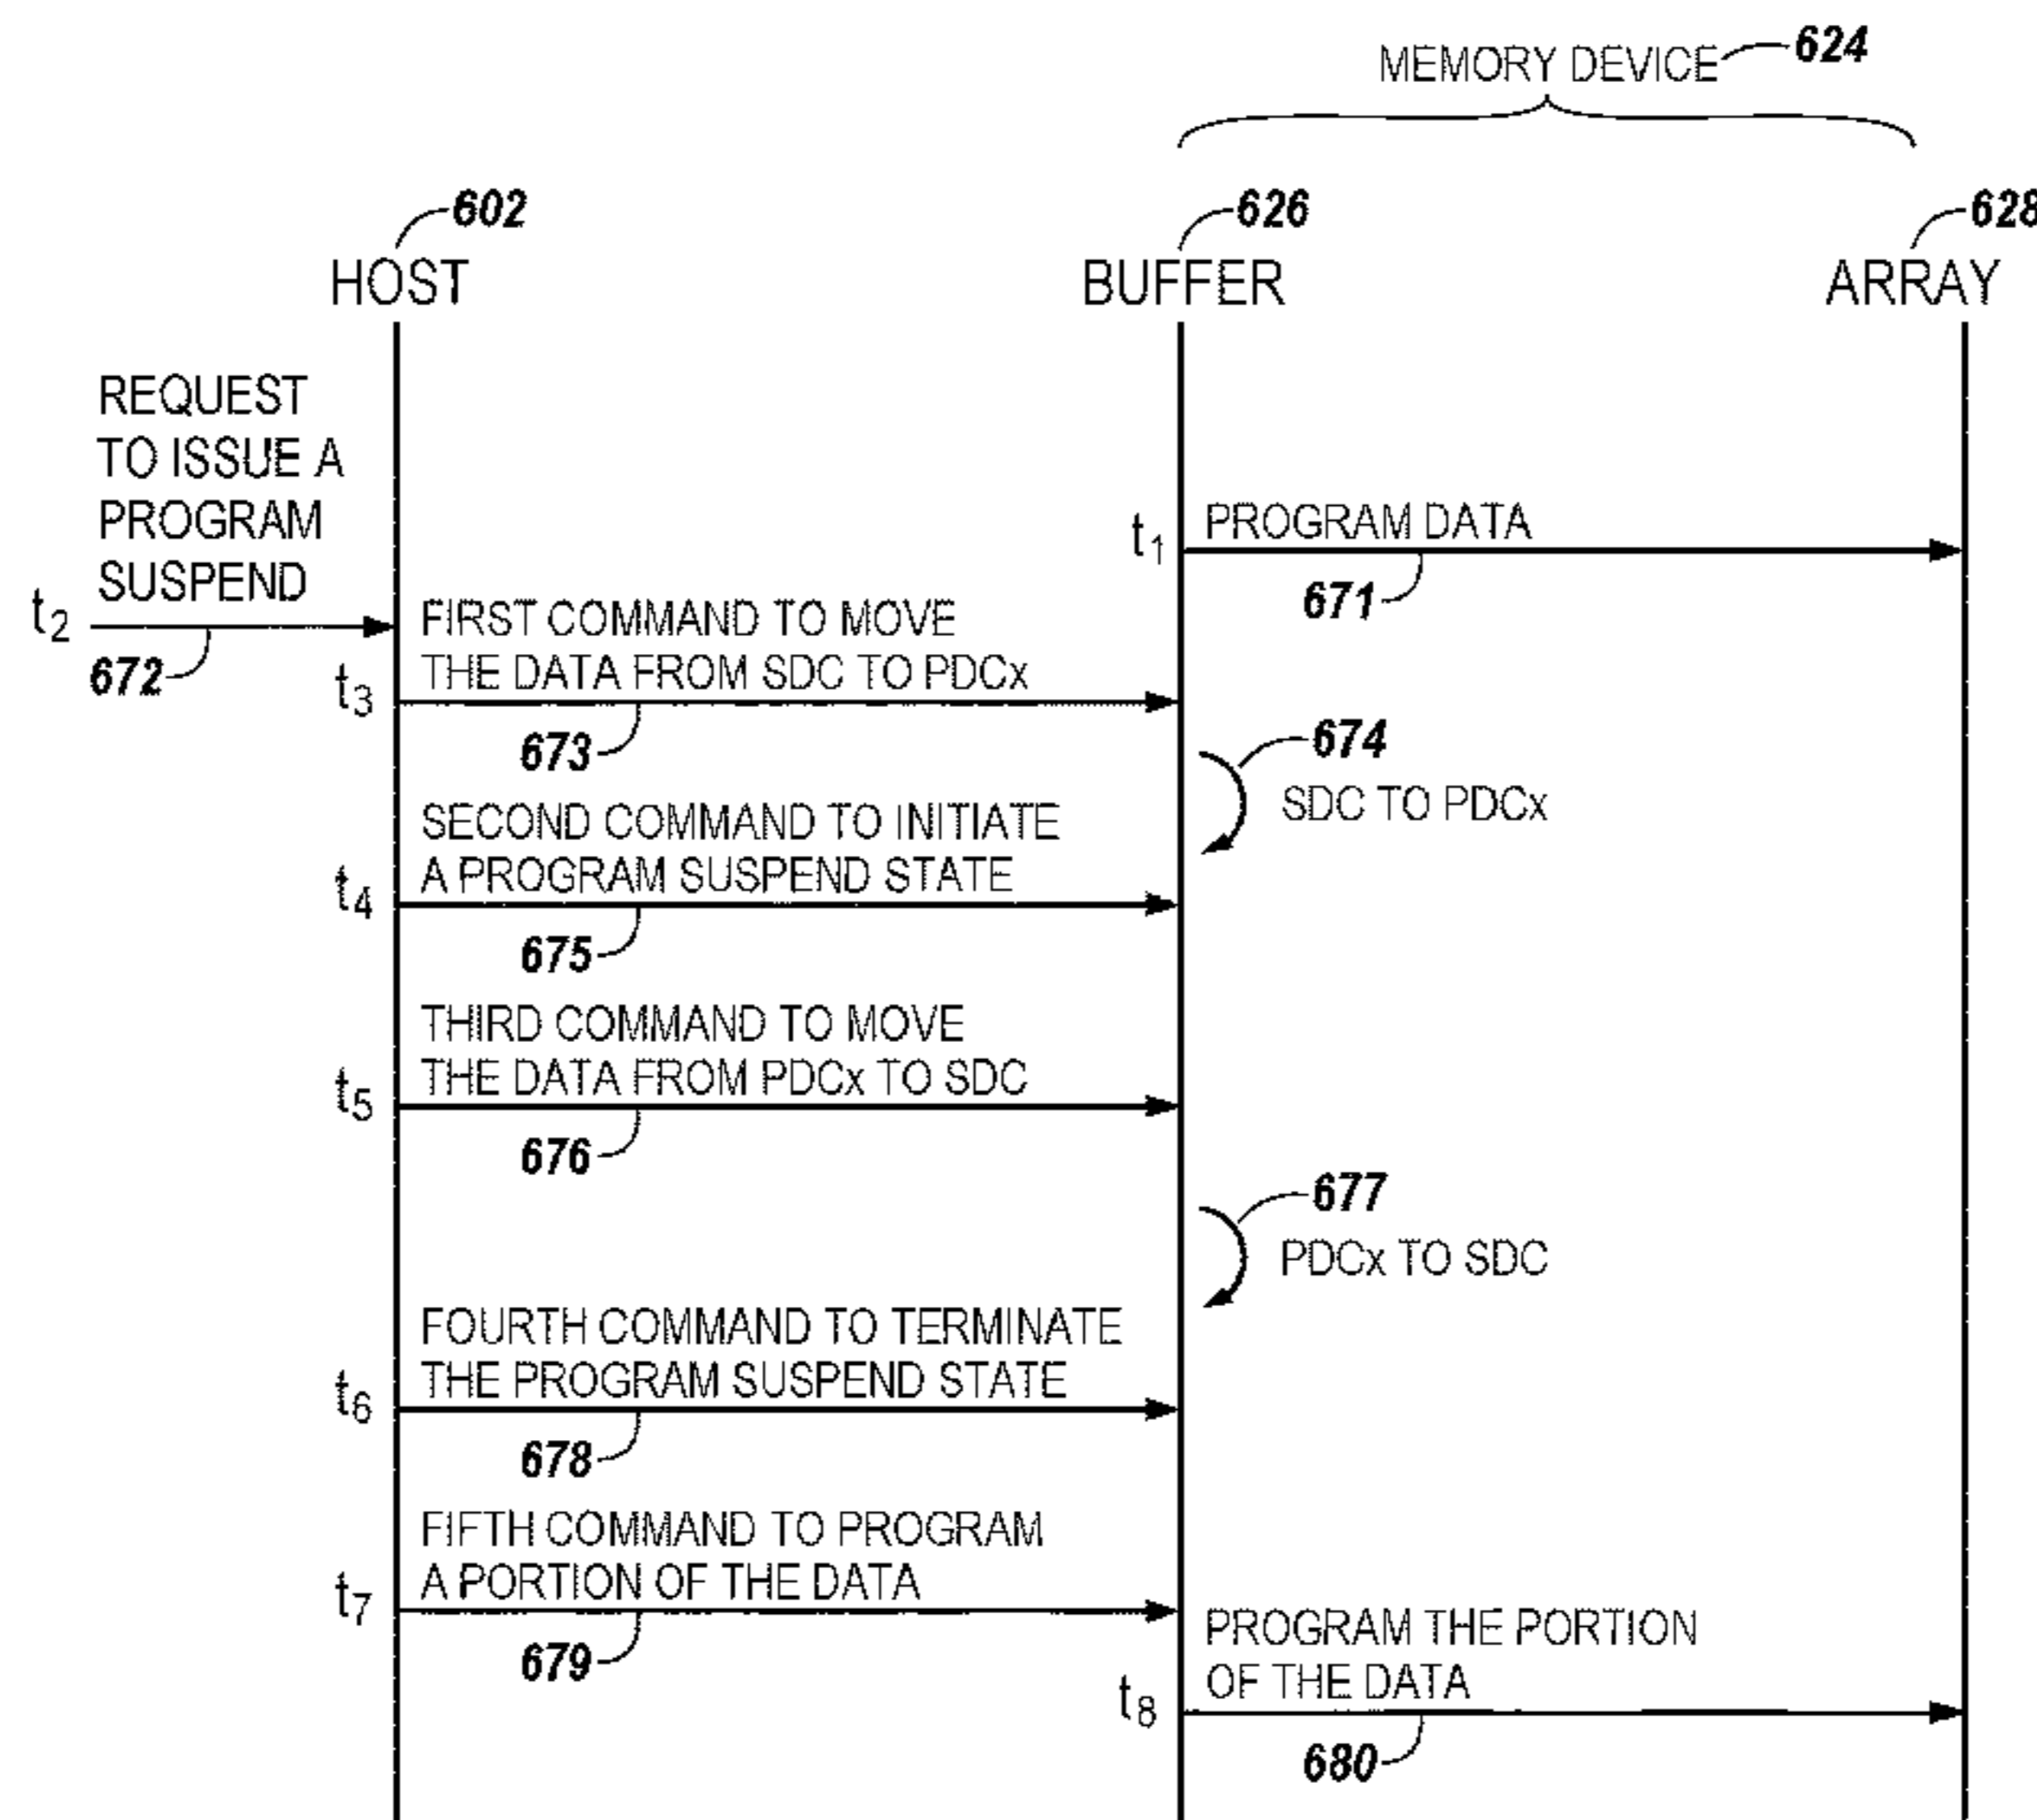 MEMORY DEVICE 624
602 626 628
HOST BUFFER ARRAY
REQUEST
TO ISSUE A
PROGRAM
SUSPEND
t1 PROGRAM DATA
671
t2
672
FIRST COMMAND TO MOVE
t3 THE DATA FROM SDC TO PDCx
673
674
SDC TO PDCx
SECOND COMMAND TO INITIATE
t4 A PROGRAM SUSPEND STATE
675
THIRD COMMAND TO MOVE
t5 THE DATA FROM PDCx TO SDC
676
677
PDCx TO SDC
FOURTH COMMAND TO TERMINATE
t6 THE PROGRAM SUSPEND STATE
678
FIFTH COMMAND TO PROGRAM
t7 A PORTION OF THE DATA
679
PROGRAM THE PORTION
t8 OF THE DATA
680